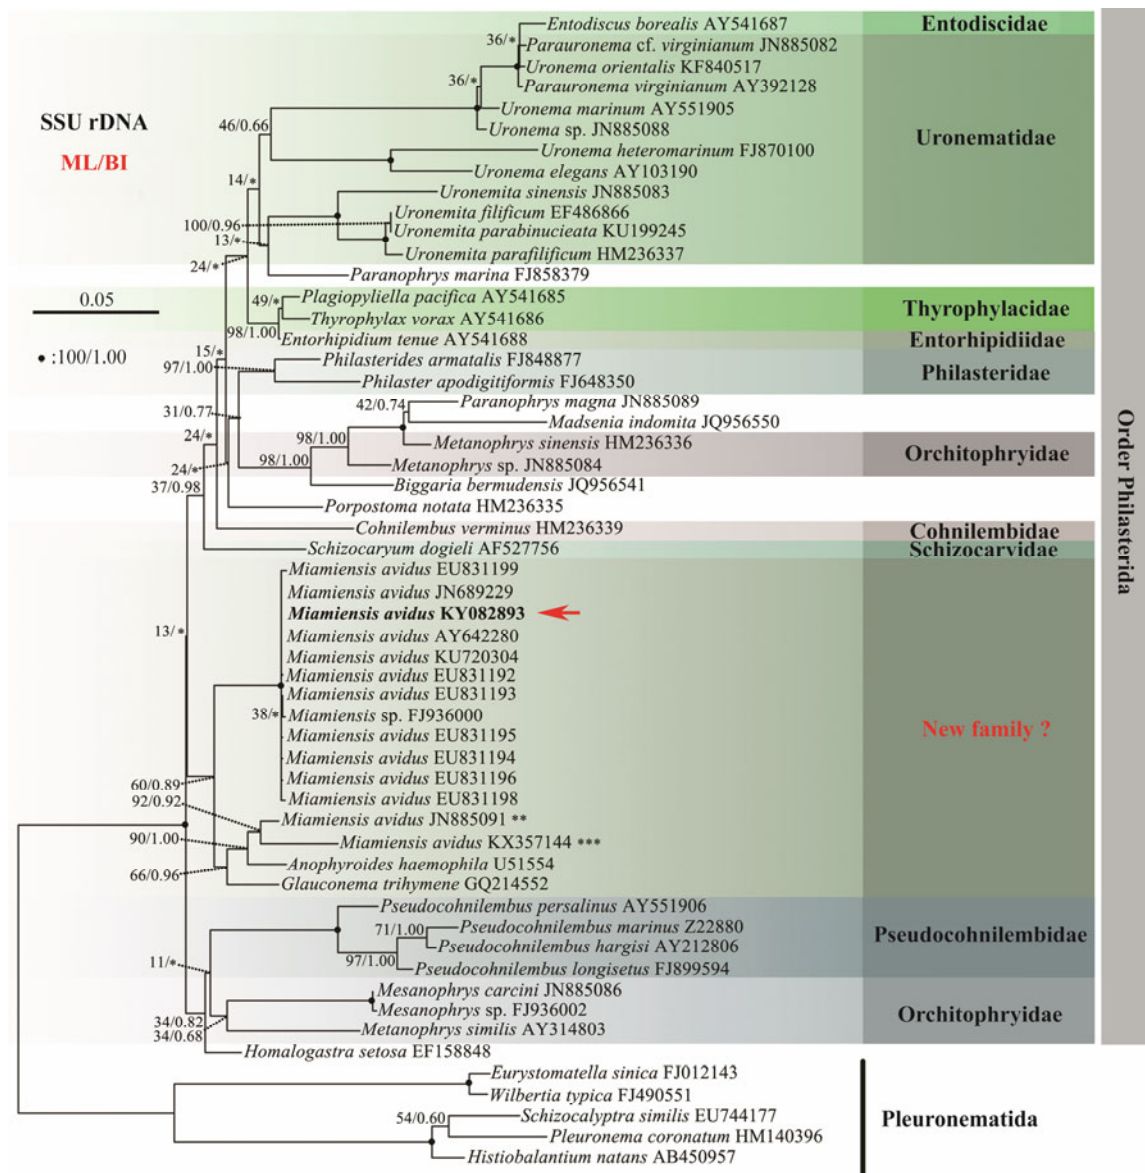 Entodiscus borealis AY541687 Entodiscidae
36/*
Parauronema cf. virginianum JN885082
Uronema orientalis KF840517
36/*
Parauronema virginianum AY392128
SSU rDNA
Uronema marinum AY551905
46/0.66
Uronema sp. JN885088
Uronematidae
ML/BI
Uronema heteromarinum FJ870100
Uronema elegans AY103190
14/*
Uronemita sinensis JN885083
Uronemita filificum EF486866
100/0.96
Uronemita parabinucieata KU199245
13/*
Uronemita parafilificum HM236337
24/*
Paranophrys marina FJ858379
0.05
49/*
Plagiopyliella pacifica AY541685
Thyrophylax vorax AY541686
Thyrophylacidae
98/1.00
Entorhipidium tenue AY541688 Entorhipidiidae
● :100/1.00
15/*
97/1.00
Philasterides armatalis FJ848877
Philaster apodigitiformis FJ648350
Philasteridae
42/0.74
Paranophrys magna JN885089
31/0.77
Madsenia indomita JQ956550
24/*
98/1.00
Metanophrys sinensis HM236336
Orchitophryidae
98/1.00
Metanophrys sp. JN885084
24/*
37/0.98
Biggaria bermudensis JQ956541
Porpostoma notata HM236335
Cohnilembus verminus HM236339 Cohnilembidae
Schizocaryum dogieli AF527756 Schizocarvidae
Order Philasterida
Miamiensis avidus EU831199
Miamiensis avidus JN689229
Miamiensis avidus KY082893
13/*
Miamiensis avidus AY642280
Miamiensis avidus KU720304
Miamiensis avidus EU831192
Miamiensis avidus EU831193
38/*
Miamiensis sp. FJ936000
New family ?
Miamiensis avidus EU831195
Miamiensis avidus EU831194
60/0.89
Miamiensis avidus EU831196
92/0.92
Miamiensis avidus EU831198
Miamiensis avidus JN885091 **
90/1.00
Miamiensis avidus KX357144 ***
66/0.96
Anophyroides haemophila U51554
Glauconema trihymene GQ214552
Pseudocohnilembus persalinus AY551906
71/1.00
Pseudocohnilembus marinus Z22880
Pseudocohnilembidae
Pseudocohnilembus hargisi AY212806
11/*
97/1.00
Pseudocohnilembus longisetus FJ899594
Mesanophrys carcini JN885086
Mesanophrys sp. FJ936002
Orchitophryidae
34/0.82
34/0.68
Metanophrys similis AY314803
Homalogastra setosa EF158848
Eurystomatella sinica FJ012143
Wilbertia typica FJ490551
54/0.60
Schizocalyptra similis EU744177
Pleuronematida
Pleuronema coronatum HM140396
Histiobalantium natans AB450957